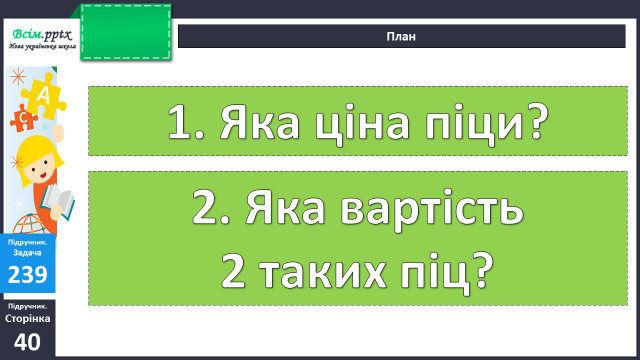 Всім.pptx
Нова українська школа
План
А
С
1. Яка ціна піци?
2. Яка вартість
2 таких піц?
Підручник.
Задача
239
Підручник.
Сторінка
40